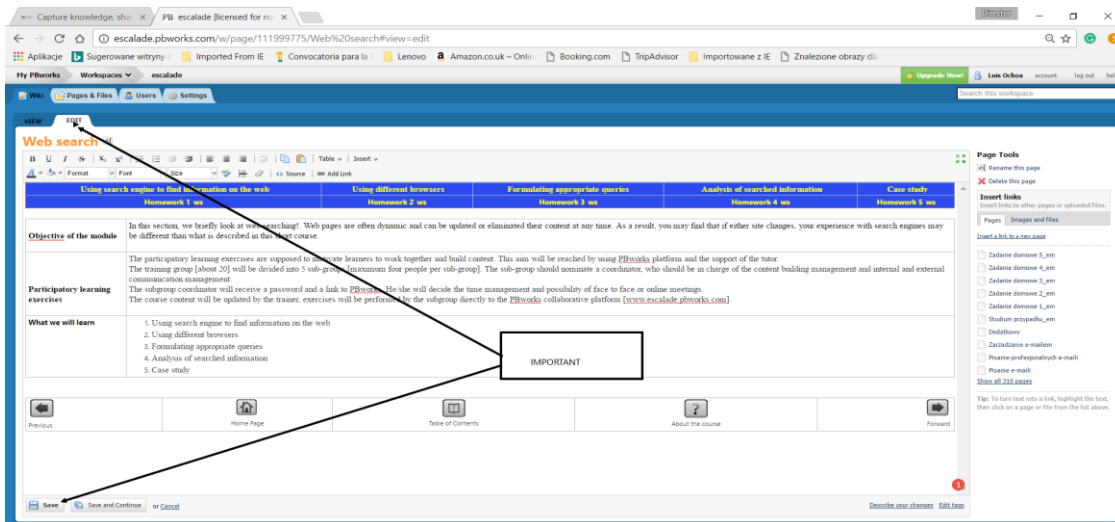 Capture knowledge, sha
PB escalade [licensed for no
Director
escalade.pbworks.com/w/page/111999775/Web%20search#view=edit
Aplikacje Sugerowane witryny Imported From IE Convocatoria para la Lenovo Amazon.co.uk – Onlin Booking.com TripAdvisor Importowane z IE Znalezione obrazy dla
My PBworks Workspaces escalade Upgrade Now! Luis Ochoa account log out hel
Wiki Pages & Files Users Settings Search this workspace
VIEW EDIT
Web search
B U I S X₂ x² Table Insert
A Format Font Size Source Add Link
Using search engine to find information on the web Using different browsers Formulating appropriate queries Analysis of searched information Case study
Homework 1 ws Homework 2 ws Homework 3 ws Homework 4 ws Homework 5 ws
Objective of the module
In this section, we briefly look at web searching!. Web pages are often dynamic and can be updated or eliminated their content at any time. As a result, you may find that if either site changes, your experience with search engines may
be different than what is described in this short course.
Participatory learning
exercises
The participatory learning exercises are supposed to motivate learners to work together and build content. This aim will be reached by using PBworks platform and the support of the tutor.
The training group [about 20] will be divided into 5 sub-groups [maximum four people per sub-group]. The sub-group should nominate a coordinator, who should be in charge of the content building management and internal and external
communication management.
The subgroup coordinator will receive a password and a link to PBworks. He/she will decide the time management and possibility of face to face or online meetings.
The course content will be updated by the trainer, exercises will be performed by the subgroup directly to the PBworks collaborative platform [www.escalade.pbworks.com].
What we will learn
1. Using search engine to find information on the web
2. Using different browsers
3. Formulating appropriate queries
4. Analysis of searched information
5. Case study
IMPORTANT
Previous Home Page Table of Contents About the course Forward
1
Save Save and Continue or Cancel Describe your changes Edit tags
Page Tools
Rename this page
Delete this page
Insert links
Insert links to other pages or uploaded files.
Pages Images and files
Insert a link to a new page
Zadanie domowe 5_em
Zadanie domowe 4_em
Zadanie domowe 3_em
Zadanie domowe 2_em
Zadanie domowe 1_em
Studium przypadku_em
Dodatkowy
Zarzadzanie e-mailem
Pisanie-profesjonalnych e-maili
Pisanie e-maili
Show all 310 pages
Tip: To turn text into a link, highlight the text,
then click on a page or file from the list above.